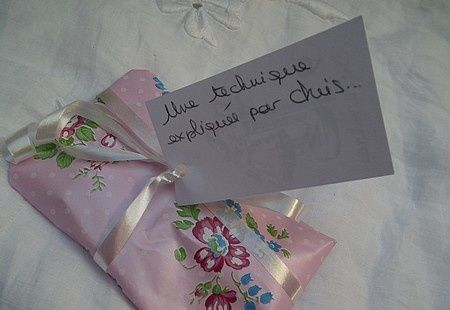 Une technique
expliquée par chris...